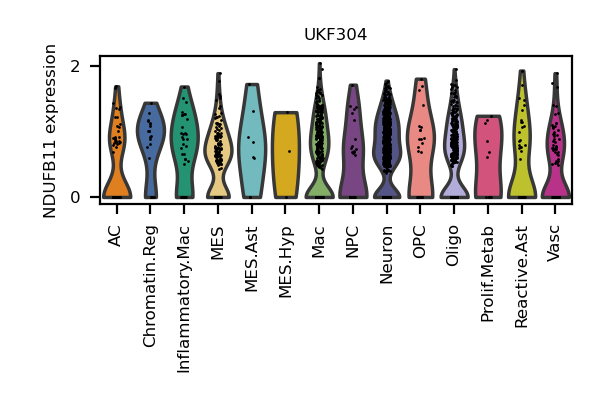 UKF304
NDUFB11 expression
2
0
AC
Chromatin.Reg
Inflammatory.Mac
MES
MES.Ast
MES.Hyp
Mac
NPC
Neuron
OPC
Oligo
Prolif.Metab
Reactive.Ast
Vasc